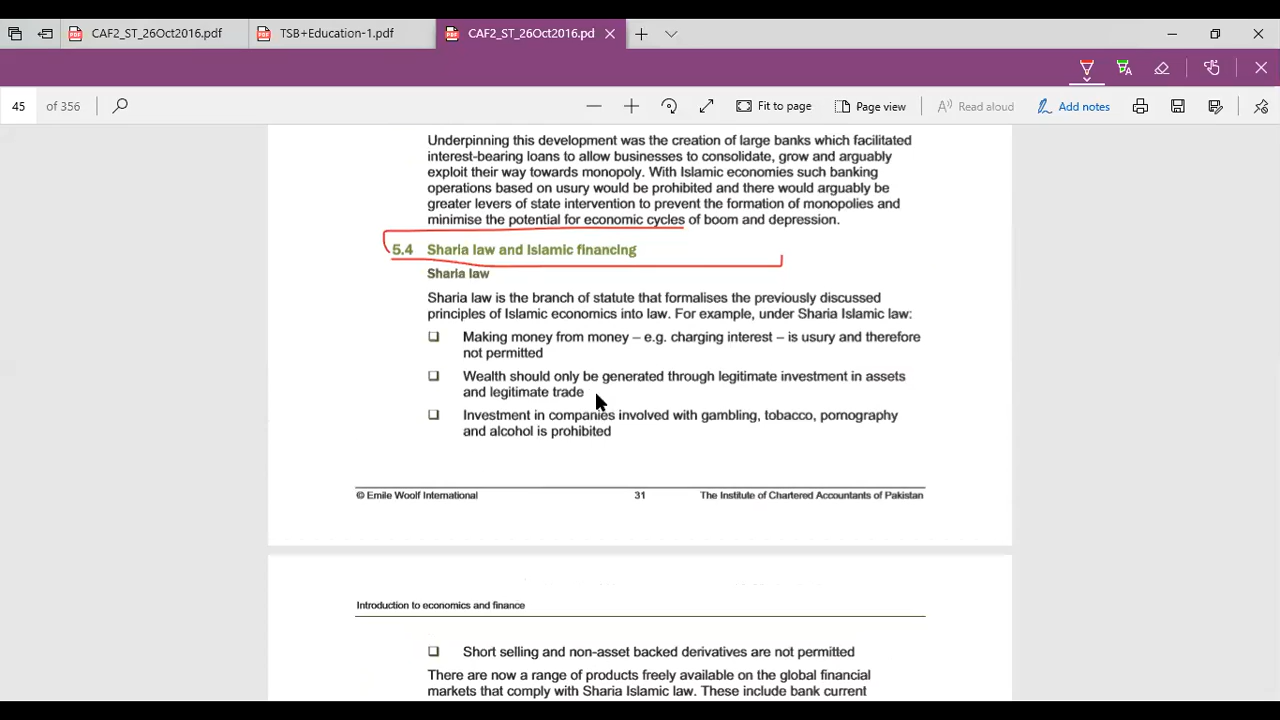 CAF2_ST_26Oct2016.pdf
TSB+Education-1.pdf
CAF2_ST_26Oct2016.pd
45 of 356
Fit to page
Page view
Read aloud
Add notes
Underpinning this development was the creation of large banks which facilitated
interest-bearing loans to allow businesses to consolidate, grow and arguably
exploit their way towards monopoly. With Islamic economies such banking
operations based on usury would be prohibited and there would arguably be
greater levers of state intervention to prevent the formation of monopolies and
minimise the potential for economic cycles of boom and depression.
5.4 Sharia law and Islamic financing
Sharia law
Sharia law is the branch of statute that formalises the previously discussed
principles of Islamic economics into law. For example, under Sharia Islamic law:
Making money from money – e.g. charging interest – is usury and therefore
not permitted
Wealth should only be generated through legitimate investment in assets
and legitimate trade
Investment in companies involved with gambling, tobacco, pornography
and alcohol is prohibited
© Emile Woolf International 31 The Institute of Chartered Accountants of Pakistan
Introduction to economics and finance
Short selling and non-asset backed derivatives are not permitted
There are now a range of products freely available on the global financial
markets that comply with Sharia Islamic law. These include bank current